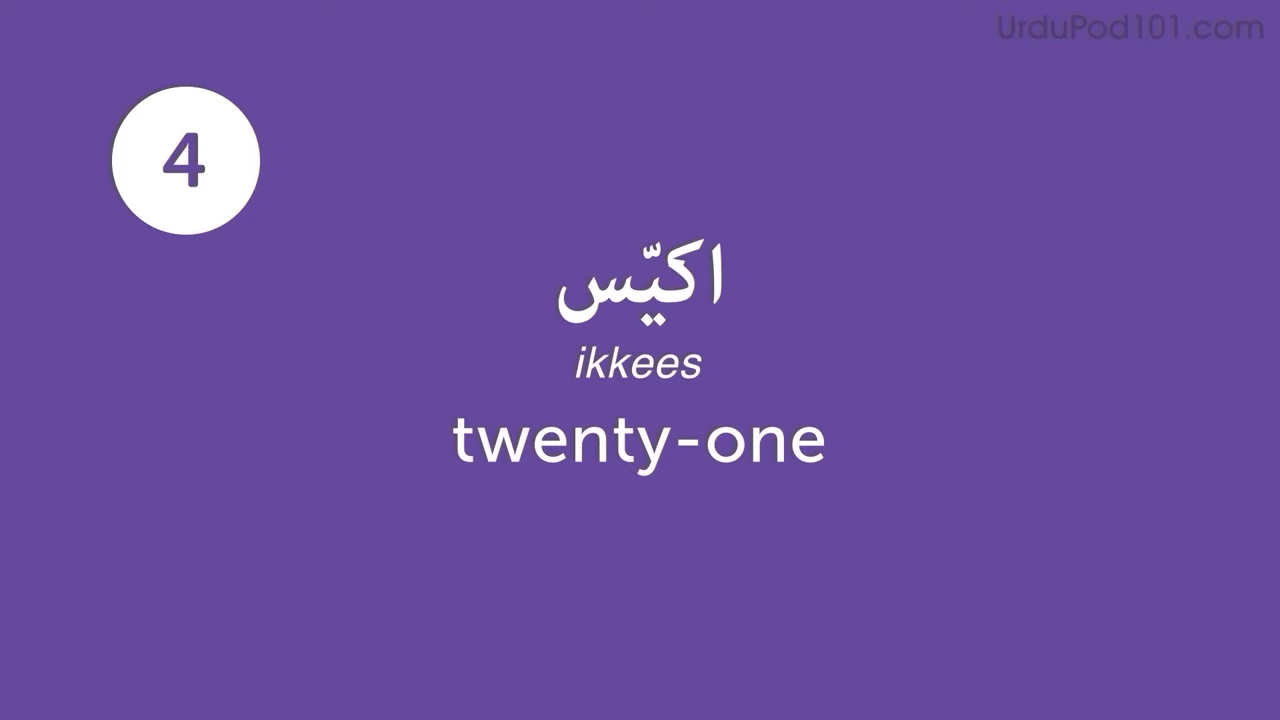 UrduPod101.com
4
اکیّس
ikkees
twenty-one